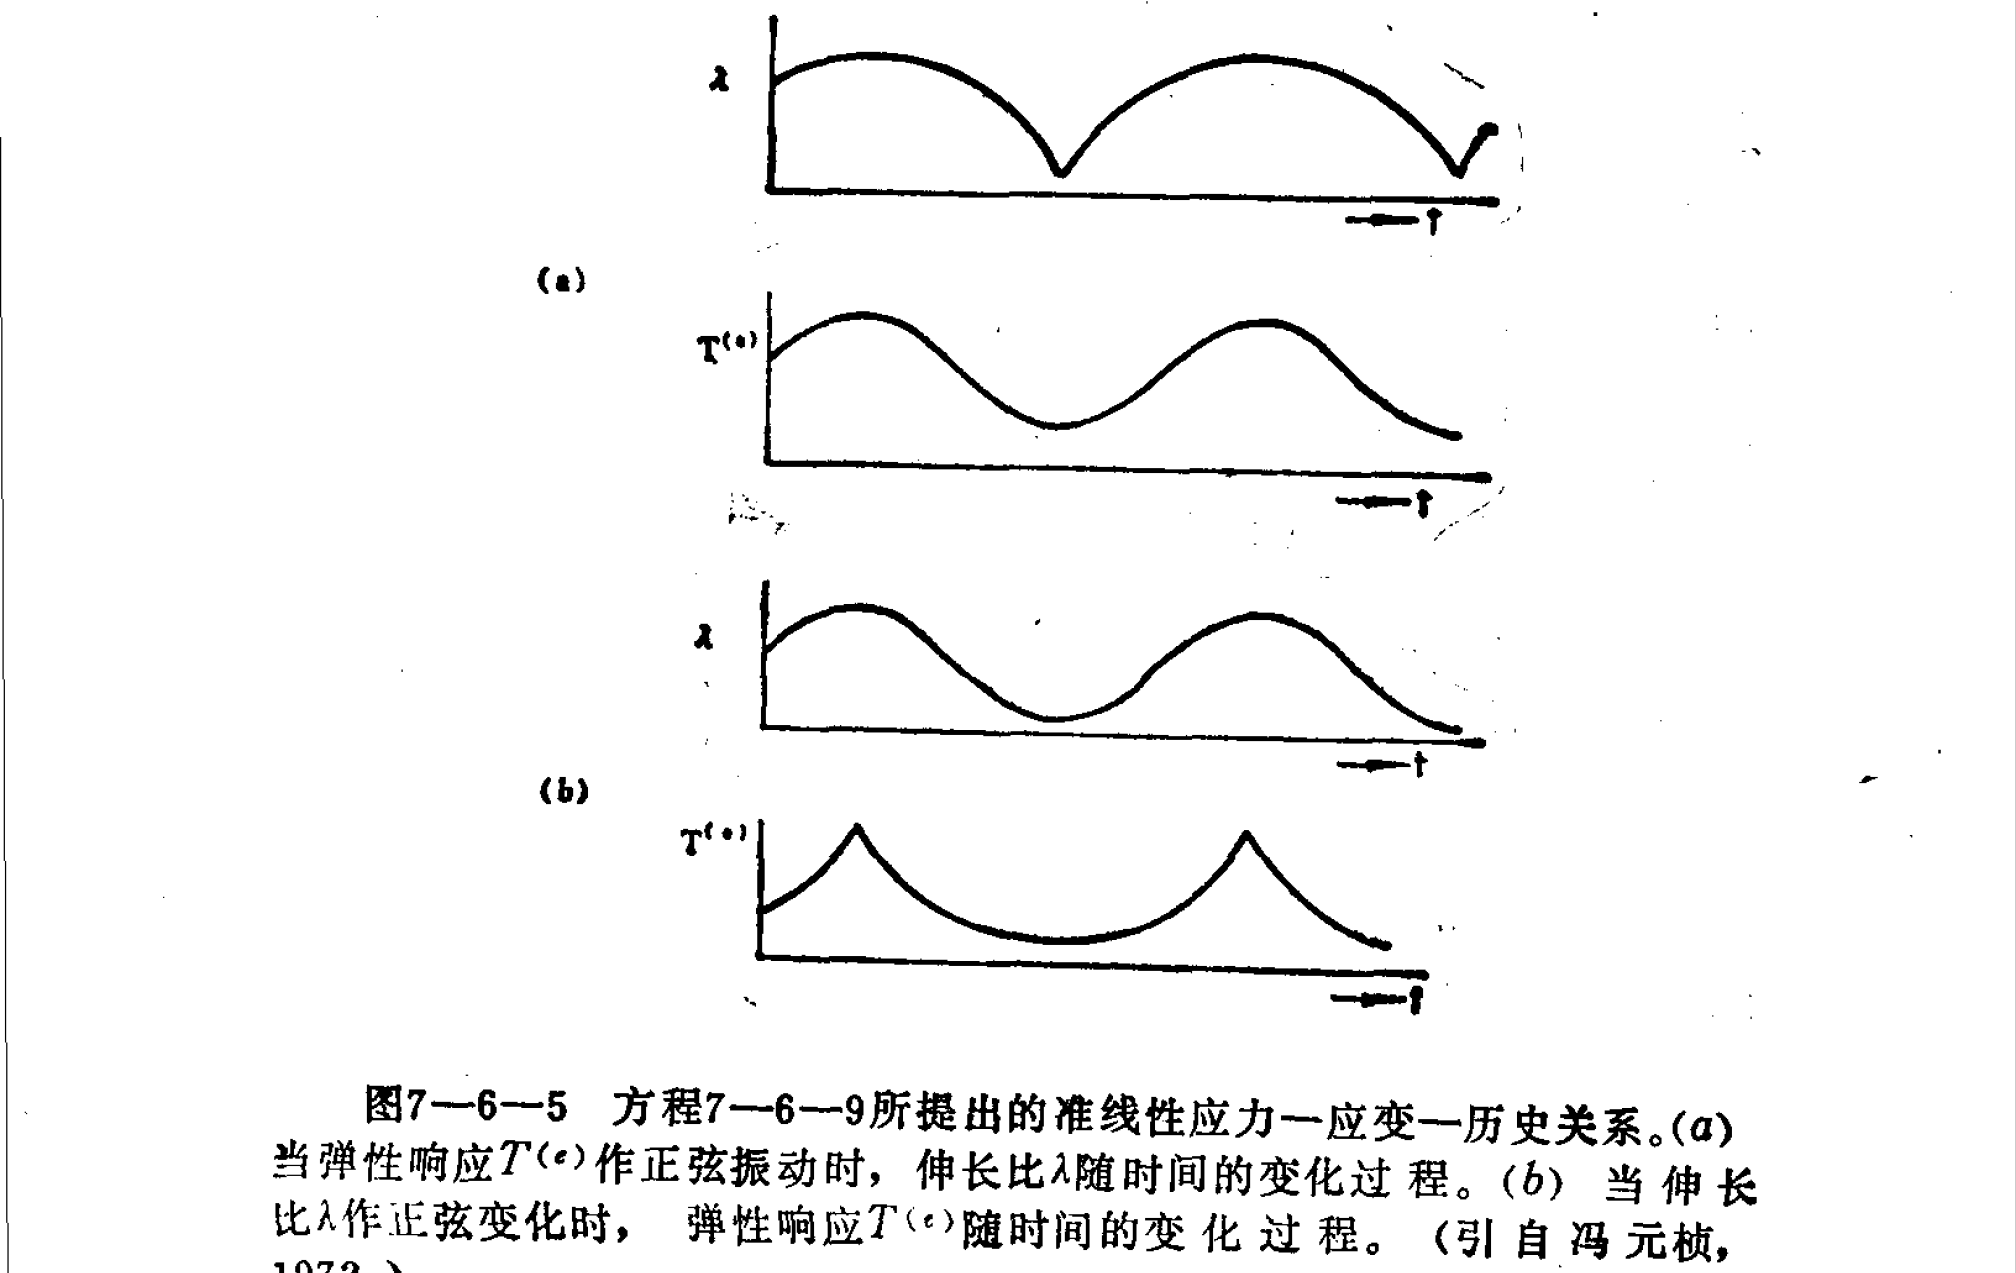 λ
t
(a)
T(e)
t
λ
t
(b)
T(e)
t
图7—6—5 方程7—6—9所提出的准线性应力—应变—历史关系。(a)
当弹性响应T(e)作正弦振动时，伸长比λ随时间的变化过程。(b) 当伸长
比λ作正弦变化时， 弹性响应T(e)随时间的变化过程。（引自冯元桢，